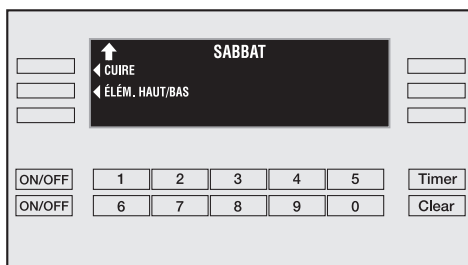 SABBAT
CUIRE
ÉLÉM. HAUT/BAS
ON/OFF 1 2 3 4 5 Timer
ON/OFF 6 7 8 9 0 Clear